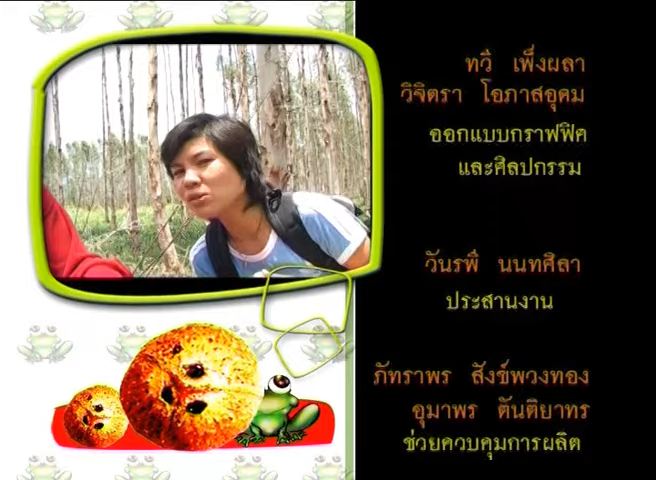 ทวี เพ็งผลา
วิจิตรา โอภาสอุดม
ออกแบบกราฟฟิค
และศิลปกรรม
วันรพี นนทศิลา
ประสานงาน
ภัทราพร สังข์พวงทอง
อุมาพร ตันติยาทร
ช่วยควบคุมการผลิต